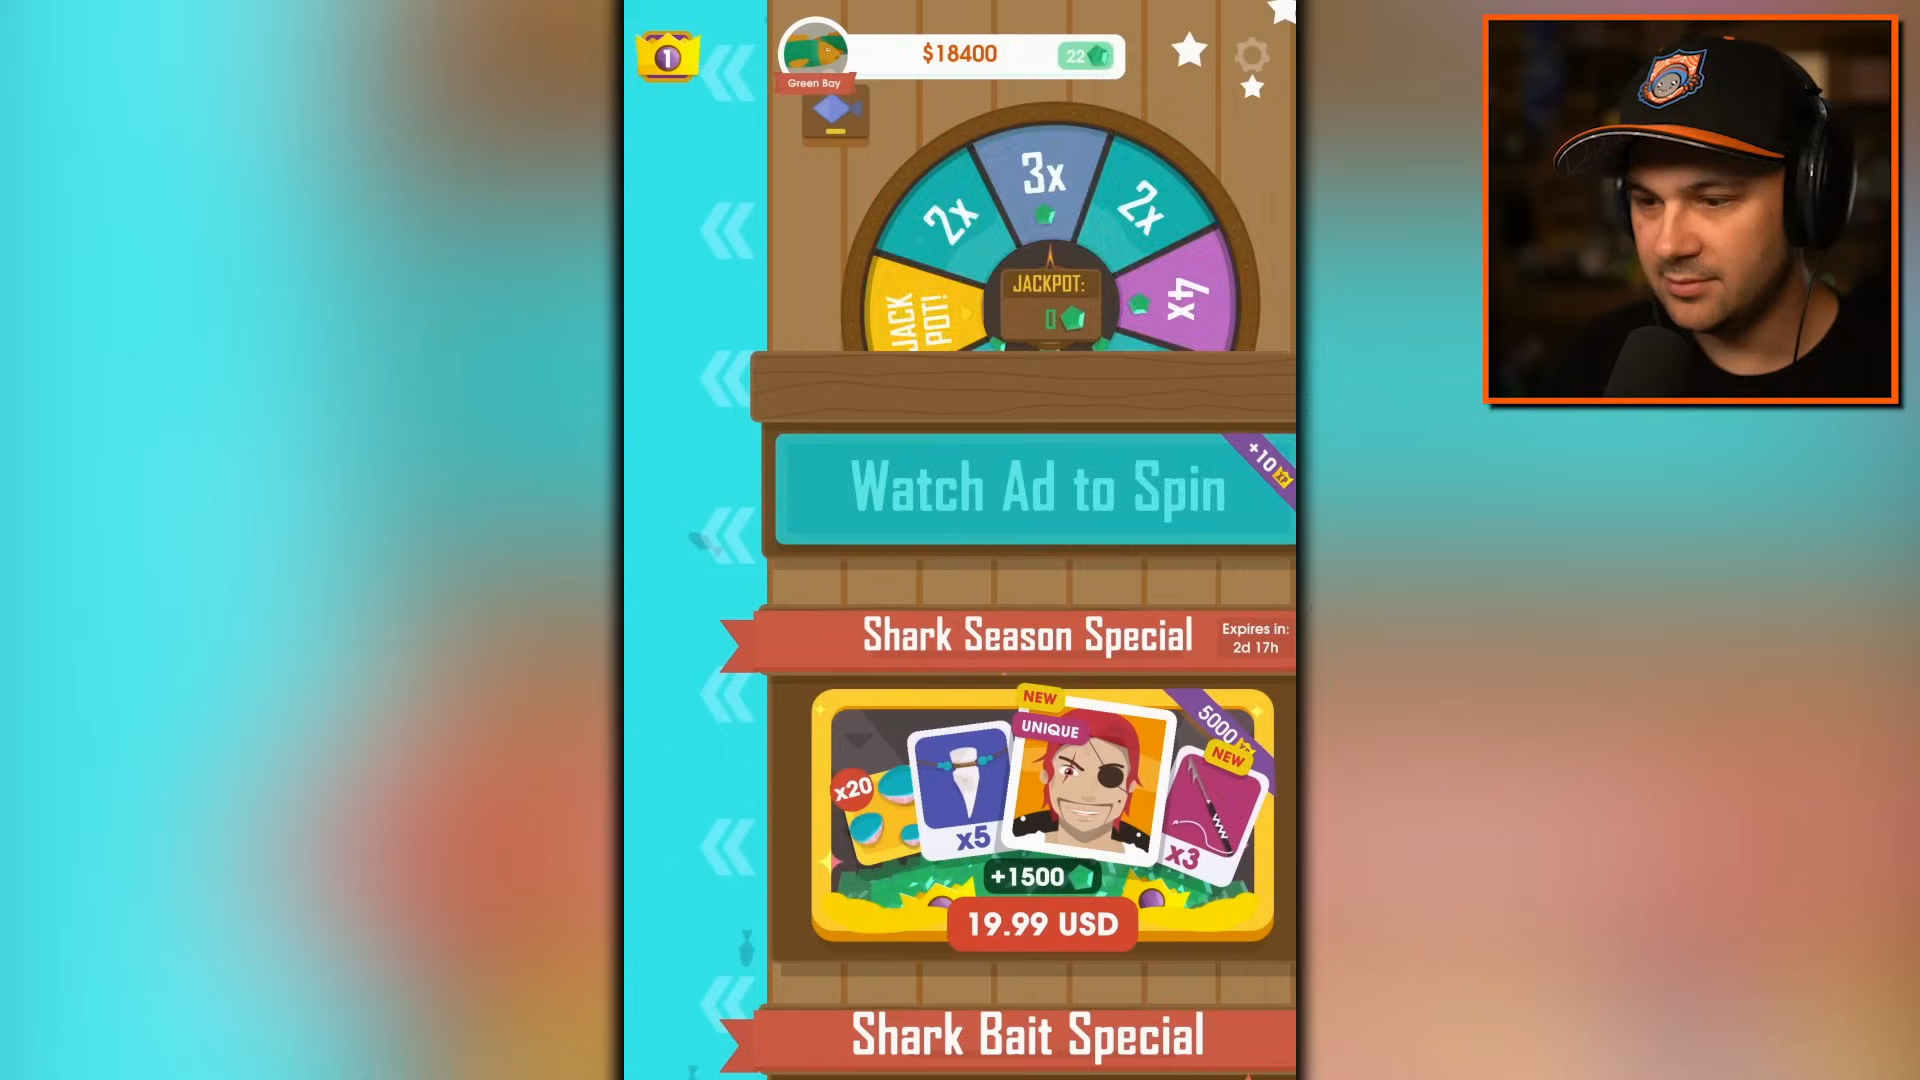 1
$18400
22
Green Bay
3x
2x
2x
4x
JACK
POT!
JACKPOT:
0
Watch Ad to Spin
+10 XP
Shark Season Special
Expires in:
2d 17h
NEW
UNIQUE
5000
NEW
x20
x5
x3
+1500
19.99 USD
Shark Bait Special